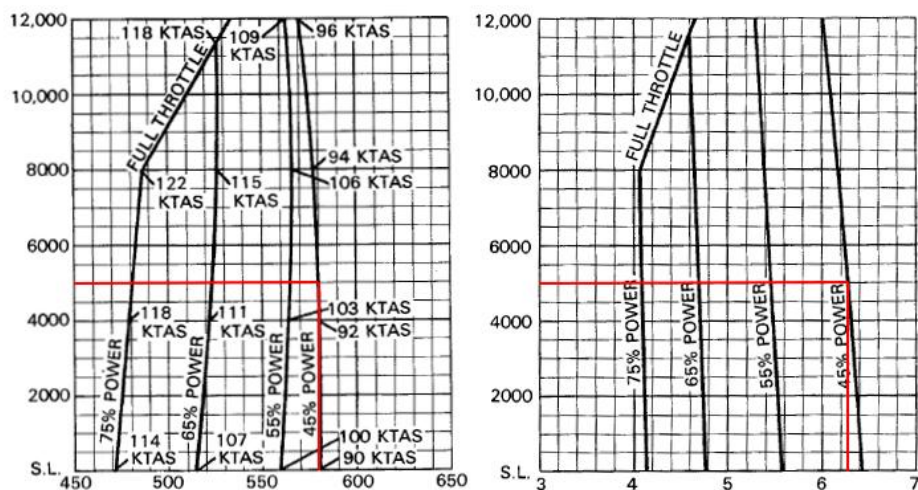 12,000
118 KTAS
109 KTAS
96 KTAS
10,000
FULL THROTTLE
8000
122 KTAS
115 KTAS
94 KTAS
106 KTAS
6000
4000
118 KTAS
111 KTAS
103 KTAS
92 KTAS
2000
75% POWER
65% POWER
55% POWER
45% POWER
S.L.
114 KTAS
107 KTAS
100 KTAS
90 KTAS
450 500 550 600 650
12,000
10,000
FULL THROTTLE
8000
6000
4000
2000
75% POWER
65% POWER
55% POWER
45% POWER
S.L.
3 4 5 6 7